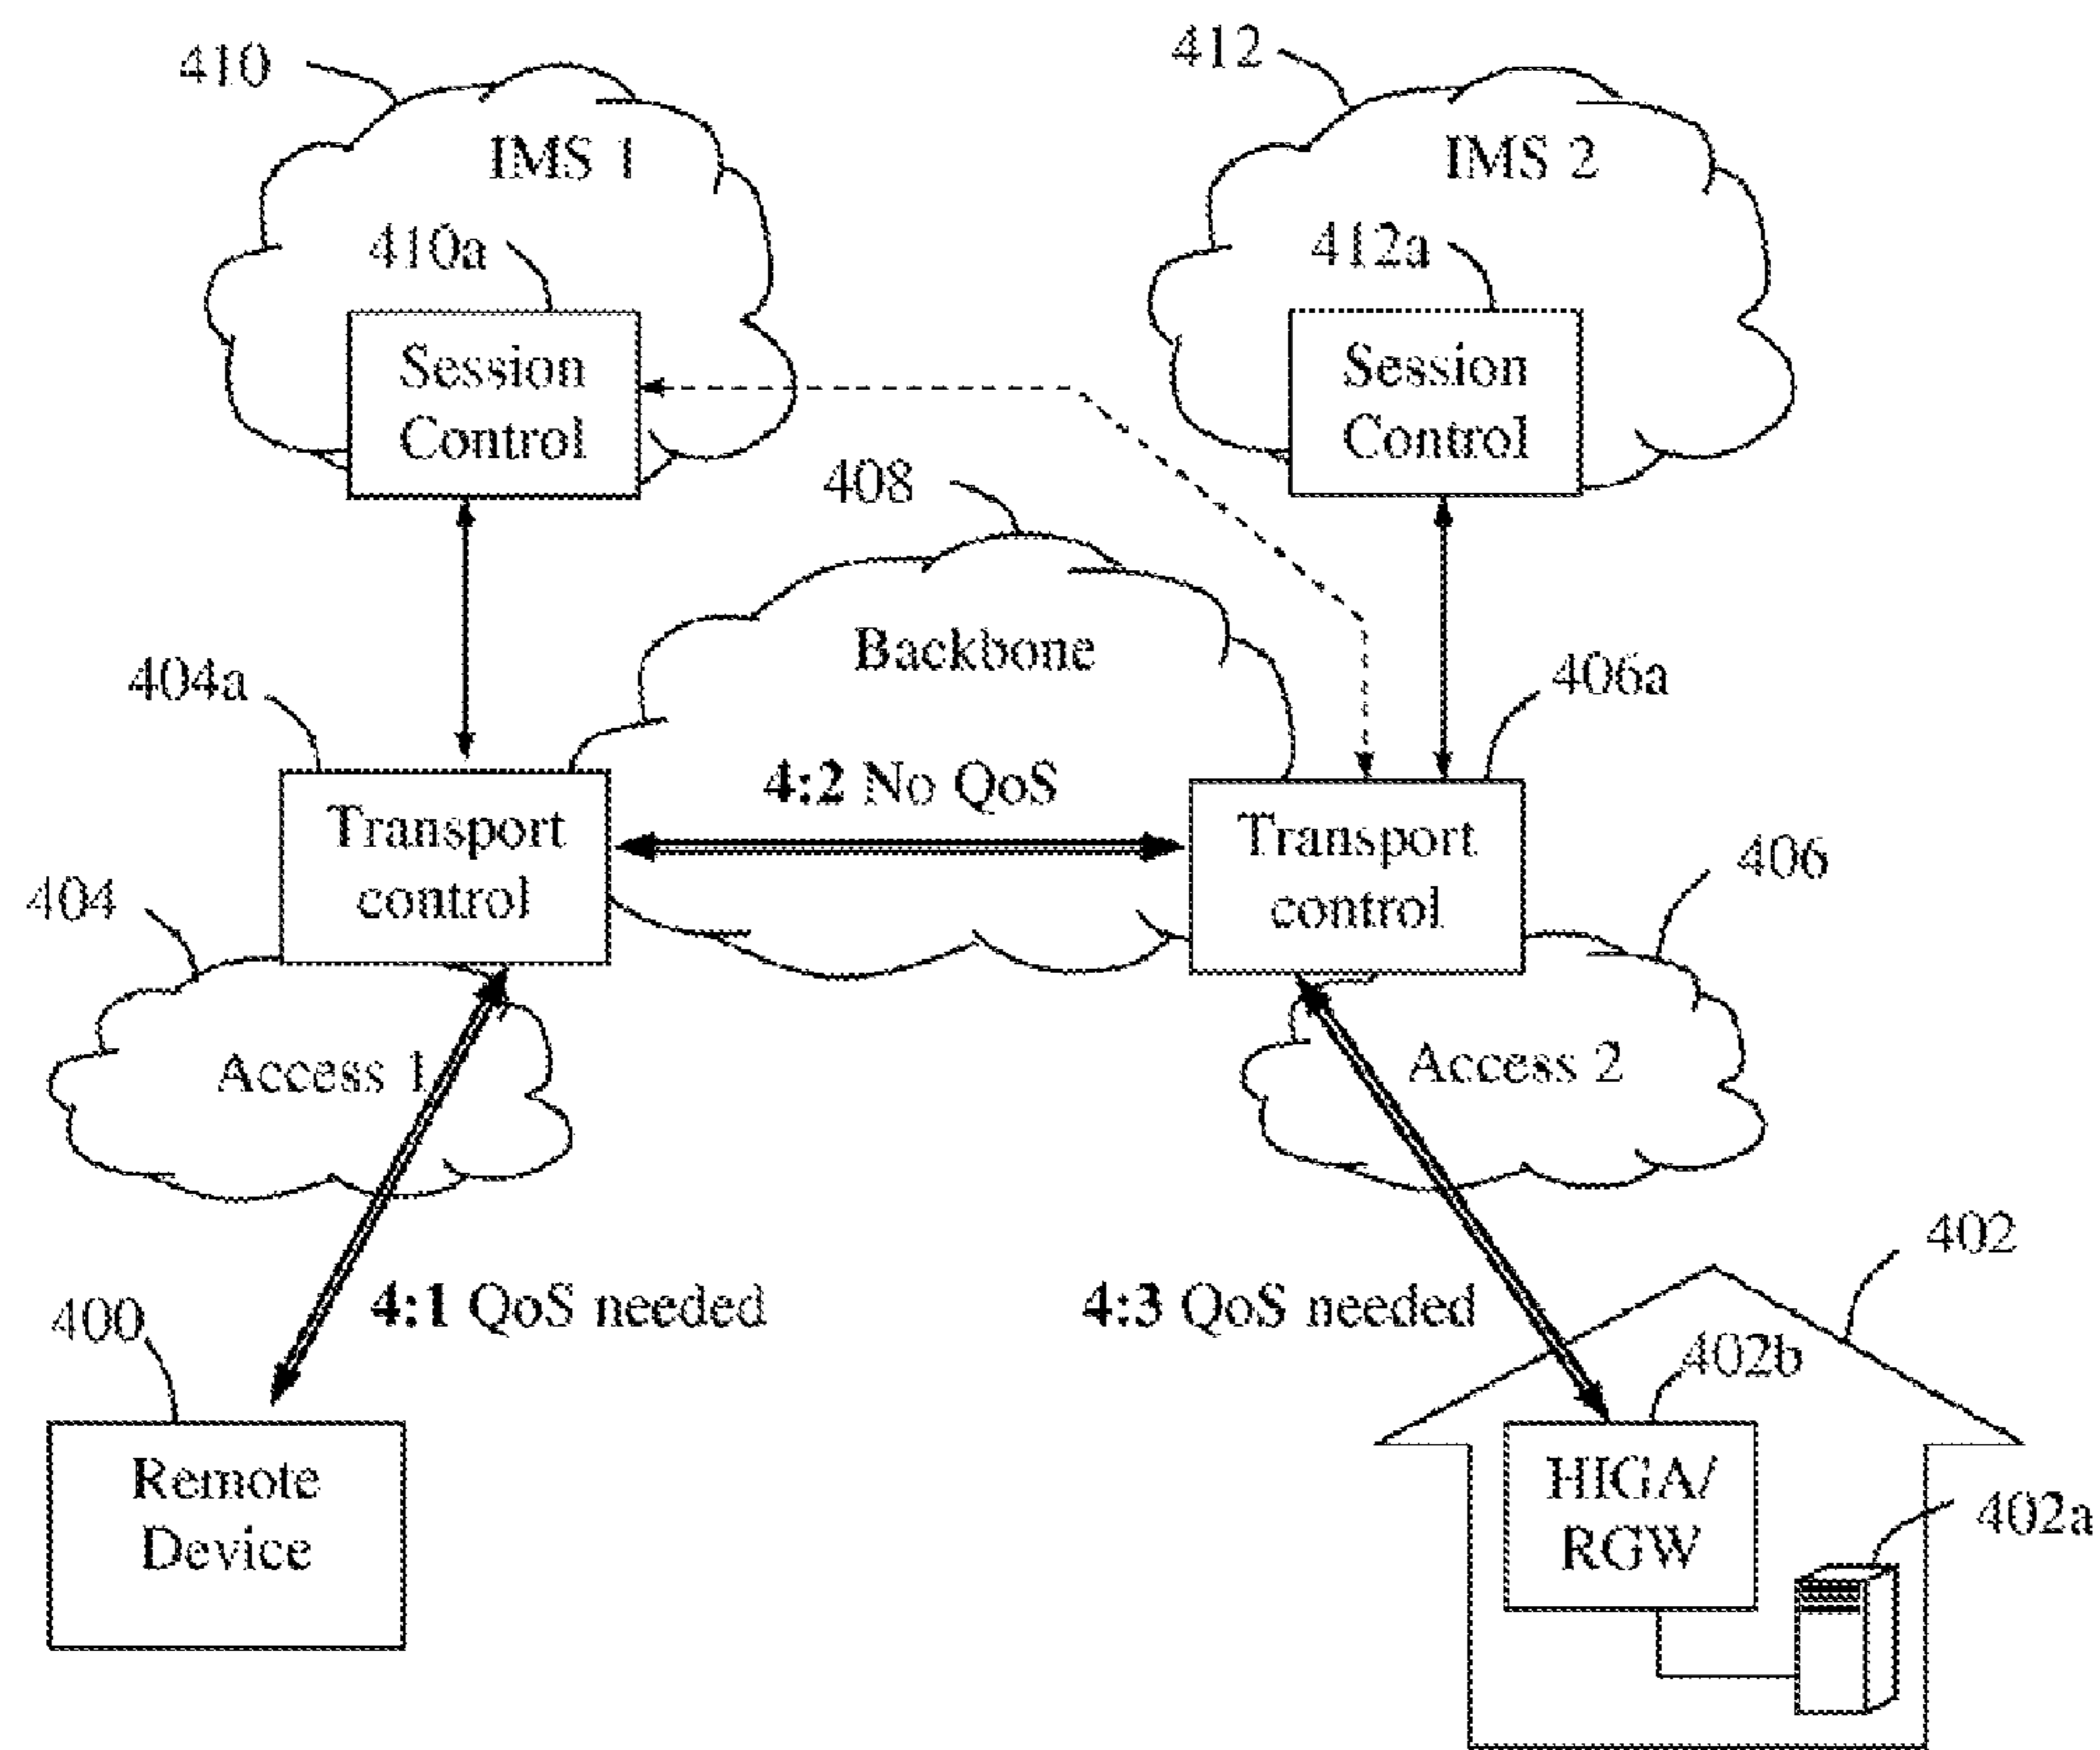 410
412
IMS 1
IMS 2
410a
412a
Session
Control
Session
Control
408
Backbone
404a
406a
4:2 No QoS
Transport
control
Transport
control
404
406
Access 1
Access 2
402
400
4:1 QoS needed
4:3 QoS needed
402b
Remote
Device
HIGA/
RGW
402a